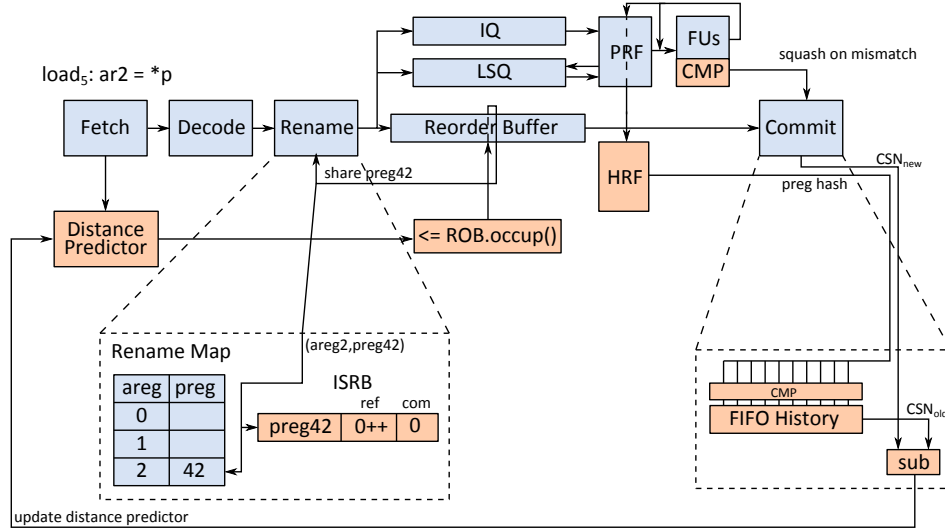 IQ
PRF
FUs
CMP
squash on mismatch
LSQ
load5: ar2 = *p
Fetch
Decode
Rename
Reorder Buffer
Commit
CSNnew
share preg42
HRF
preg hash
Distance
Predictor
<= ROB.occup()
(areg2,preg42)
Rename Map
ISRB
areg
preg
ref
com
0
preg42
0++
0
1
2
42
CMP
FIFO History
CSNold
sub
update distance predictor